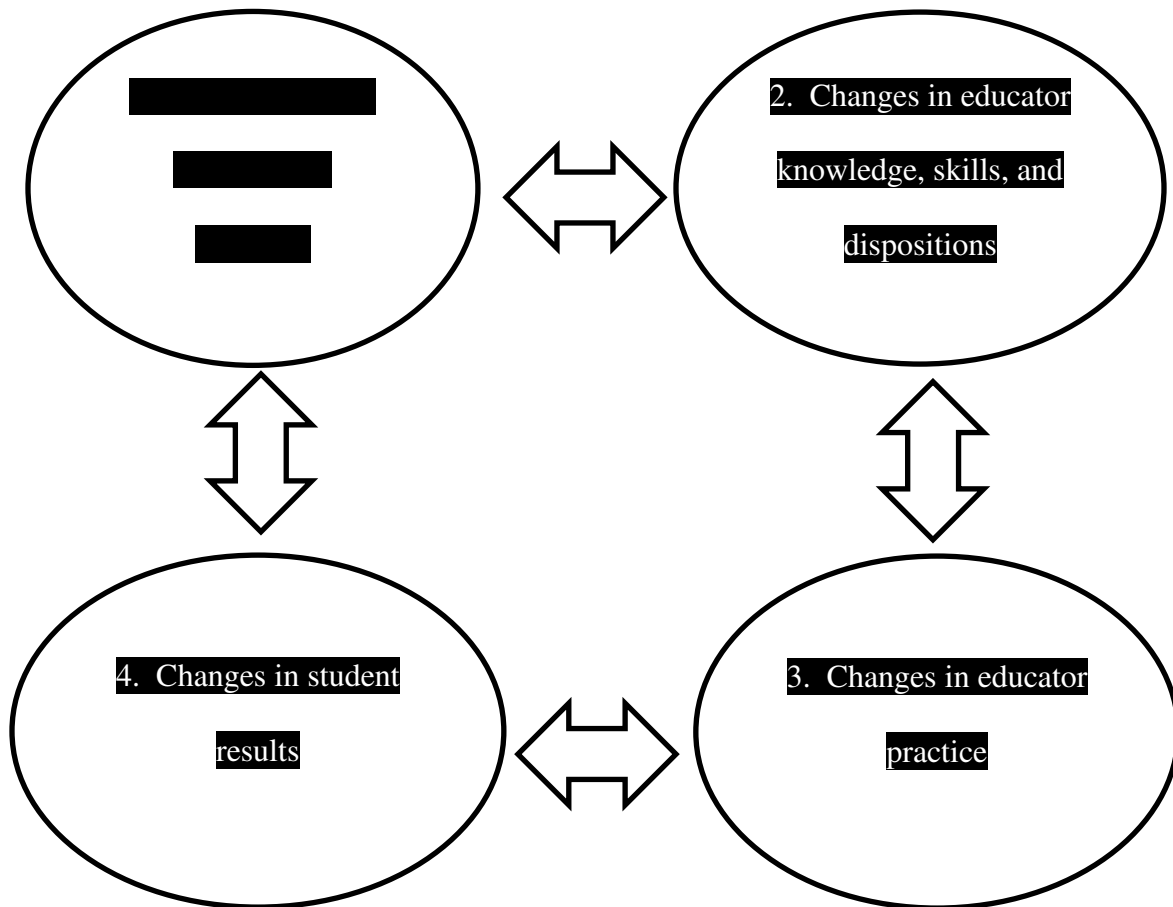 2.  Changes in educator
knowledge, skills, and
dispositions
4.  Changes in student
results
3.  Changes in educator
practice